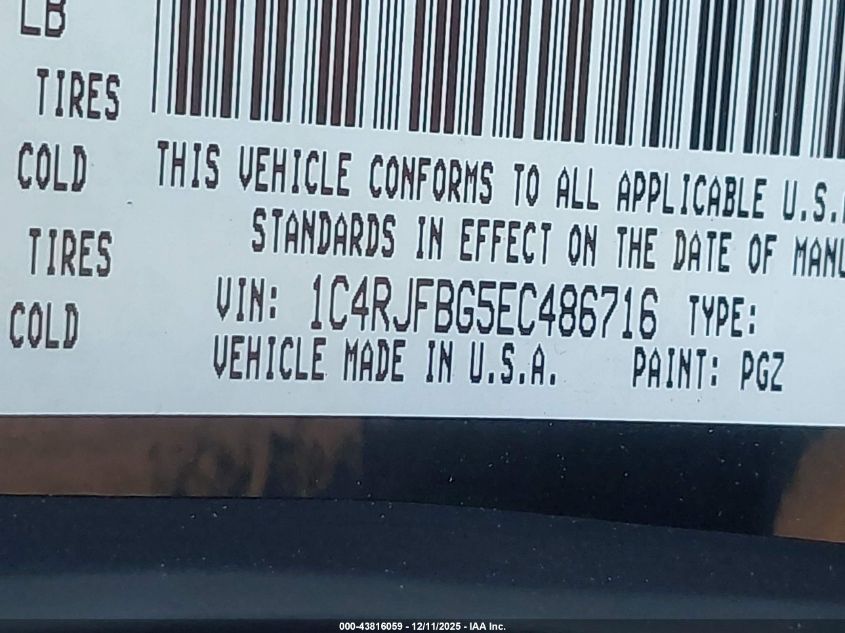 LB
TIRES
COLD
THIS VEHICLE CONFORMS TO ALL APPLICABLE U.S.
STANDARDS IN EFFECT ON THE DATE OF MANU
TIRES
VIN: 1C4RJFBG5EC486716 TYPE:
COLD
VEHICLE MADE IN U.S.A. PAINT: PGZ
000-43816059 - 12/11/2025 - IAA Inc.